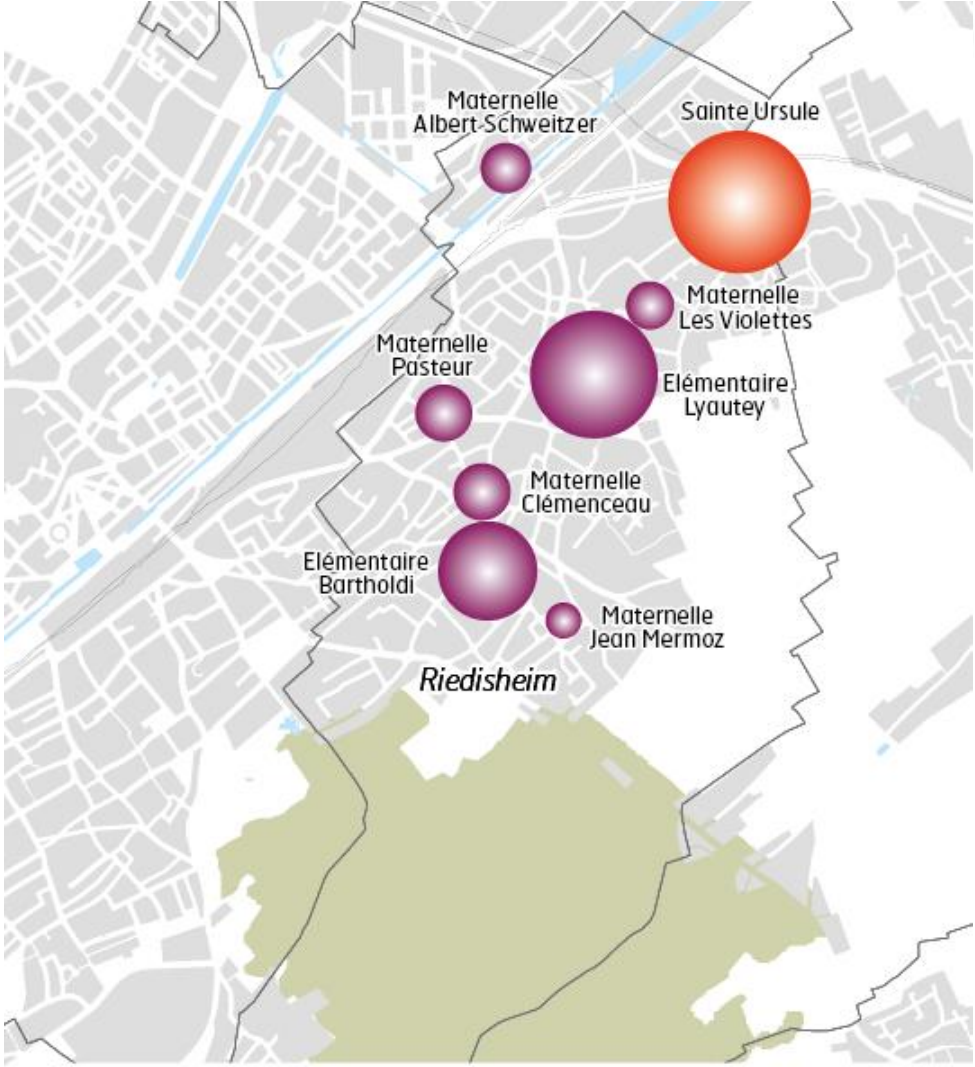 Maternelle
Albert Schweitzer
Sainte Ursule
Maternelle
Les Violettes
Maternelle
Pasteur
Elémentaire
Lyautey
Maternelle
Clémenceau
Elémentaire
Bartholdi
Maternelle
Jean Mermoz
Riedisheim